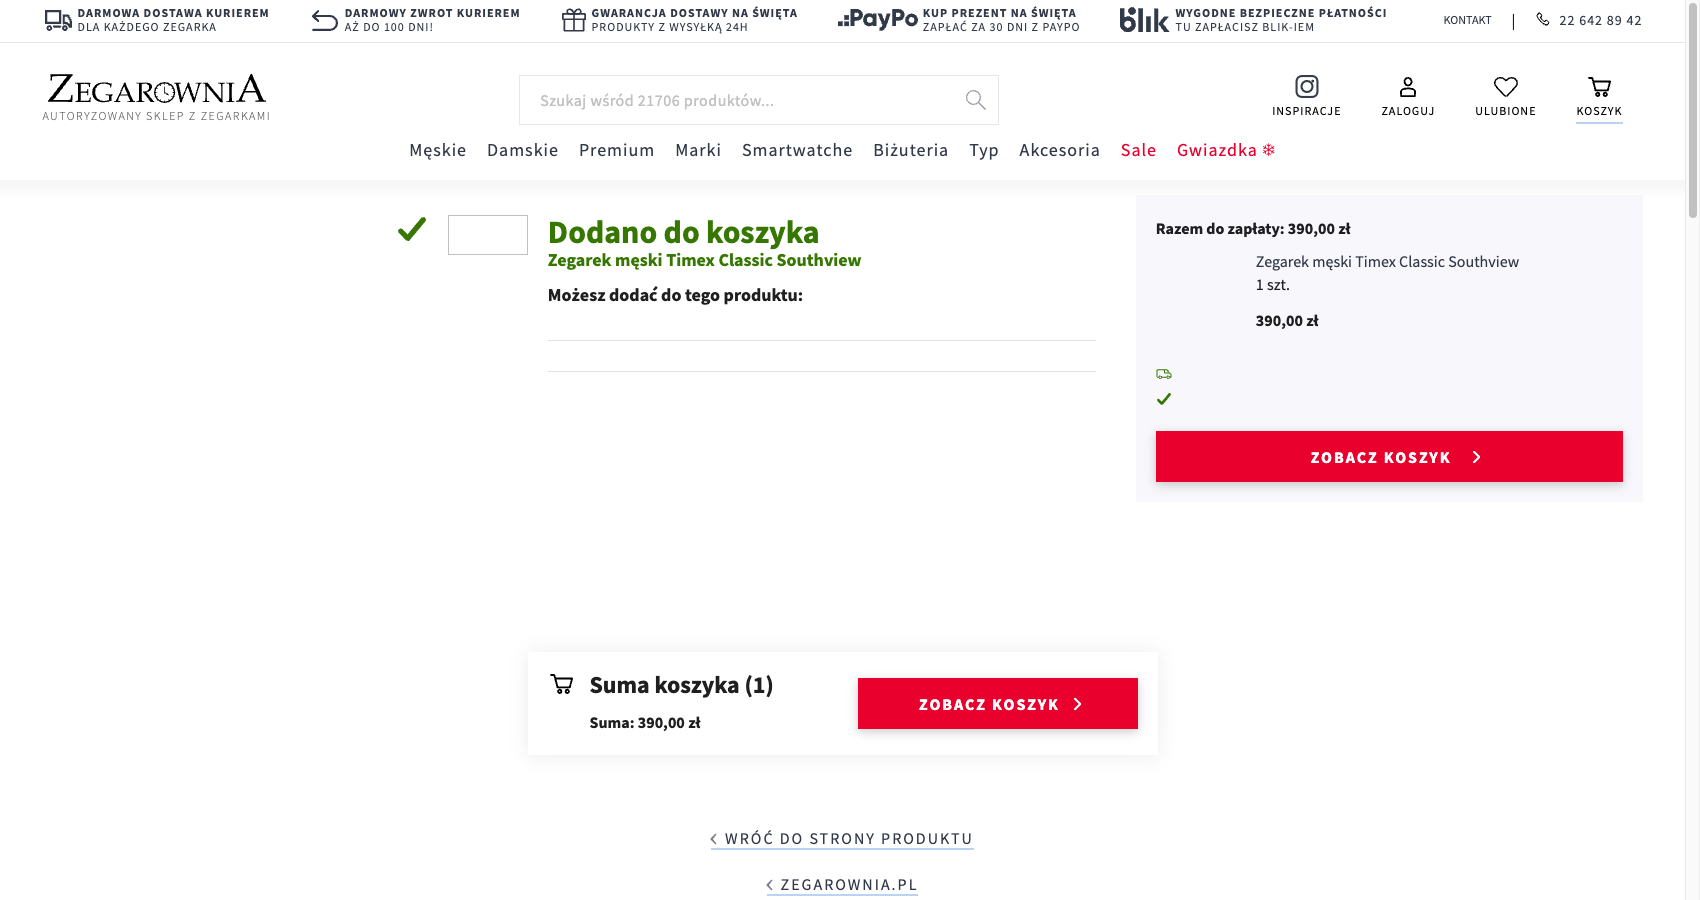 DARMOWA DOSTAWA KURIEREM
DLA KAŻDEGO ZEGARKA
DARMOWY ZWROT KURIEREM
AŻ DO 100 DNI!
GWARANCJA DOSTAWY NA ŚWIĘTA
PRODUKTY Z WYSYŁKĄ 24H
PayPo
KUP PREZENT NA ŚWIĘTA
ZAPŁAĆ ZA 30 DNI Z PAYPO
blik
WYGODNE BEZPIECZNE PŁATNOŚCI
TU ZAPŁACISZ BLIK-IEM
KONTAKT
22 642 89 42
ZEGAROWNIA
AUTORYZOWANY SKLEP Z ZEGARKAMI
Szukaj wśród 21706 produktów...
INSPIRACJE
ZALOGUJ
ULUBIONE
KOSZYK
Męskie Damskie Premium Marki Smartwatche Biżuteria Typ Akcesoria Sale Gwiazdka ❄
Dodano do koszyka
Zegarek męski Timex Classic Southview
Możesz dodać do tego produktu:
Razem do zapłaty: 390,00 zł
Zegarek męski Timex Classic Southview
1 szt.
390,00 zł
ZOBACZ KOSZYK
Suma koszyka (1)
Suma: 390,00 zł
ZOBACZ KOSZYK
WRÓĆ DO STRONY PRODUKTU
ZEGAROWNIA.PL